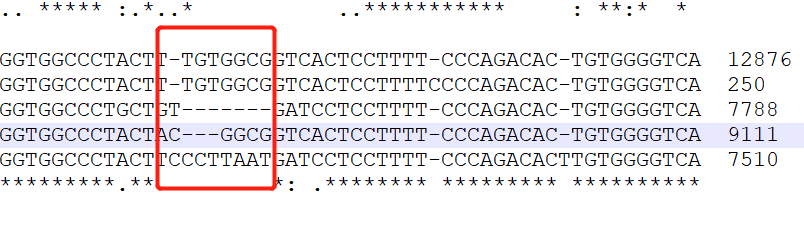 .. ***** :.*..*               ..***********      : **:*  *
GGTGGCCCTACTT-TGTGGCGGTCACTCCTTTT-CCCAGACAC-TGTGGGGTCA  12876
GGTGGCCCTACTT-TGTGGCGGTCACTCCTTTTCCCCAGACAC-TGTGGGGTCA  250
GGTGGCCCTGCTGT-------GATCCTCCTTTT-CCCAGACAC-TGTGGGGTCA  7788
GGTGGCCCTACTAC---GGCGGTCACTCCTTTT-CCCAGACAC-TGTGGGGTCA  9111
GGTGGCCCTACTTCCCTTAATGATCCTCCTTTT-CCCAGACACTTGTGGGGTCA  7510
*********.**         *: .******** ********* **********